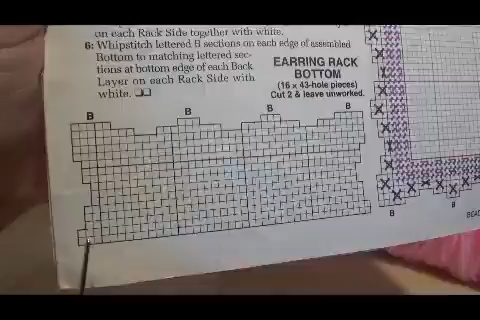 on each Rack Side together with white.
6: Whipstitch lettered B sections on each edge of assembled
Bottom to matching lettered sec-
tions at bottom edge of each Back
Layer on each Rack Side with
white.
EARRING RACK
BOTTOM
(16 x 43-hole pieces)
Cut 2 & leave unworked.
B
B
B
B
B
B